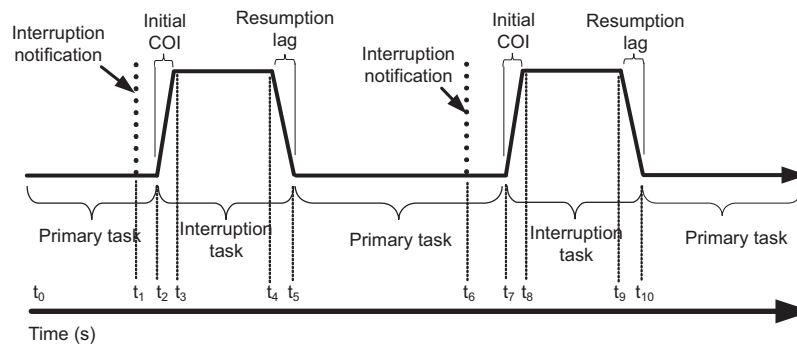 Interruption
notification
Initial
COI
Resumption
lag
Interruption
notification
Initial
COI
Resumption
lag
Primary task
Interruption
task
Primary task
Interruption
task
Primary task
t0 t1 t2 t3 t4 t5 t6 t7 t8 t9 t10
Time (s)